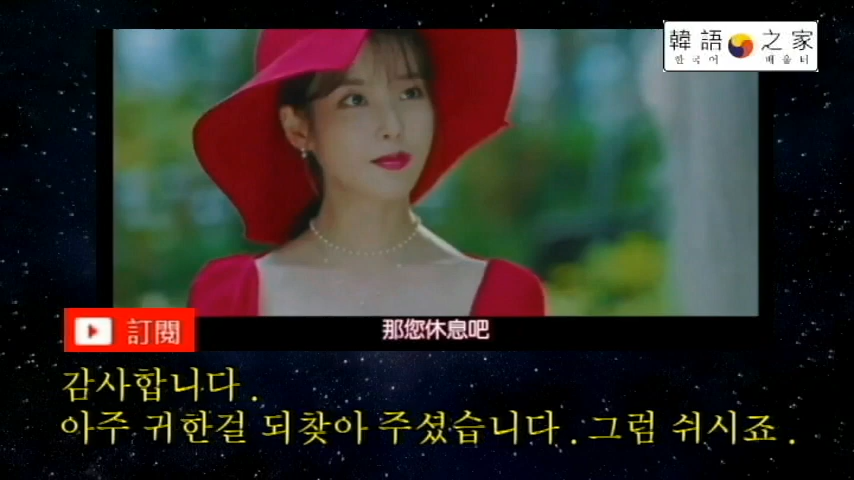 韓語之家
한국어 배울터
那您休息吧
訂閱
감사합니다.
아주 귀한걸 되찾아 주셨습니다. 그럼 쉬시죠.